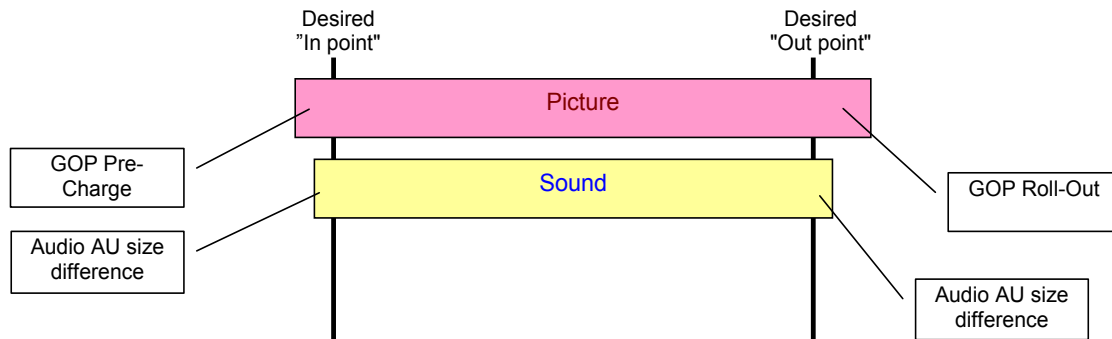 Desired
”In point"
Desired
"Out point"
Picture
GOP Pre-
Charge
Sound
GOP Roll-Out
Audio AU size
difference
Audio AU size
difference